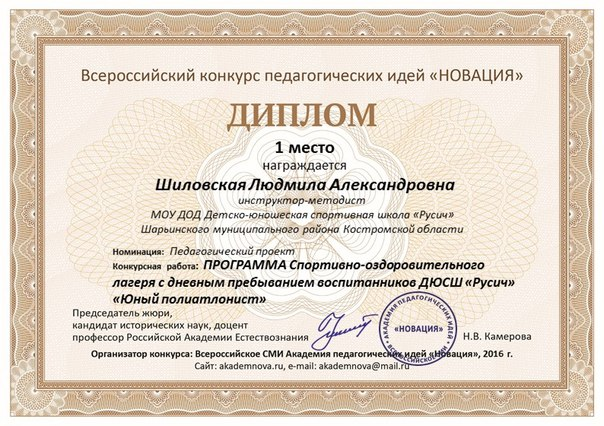 Всероссийский конкурс педагогических идей «НОВАЦИЯ»
ДИПЛОМ
1 место
награждается
Шиловская Людмила Александровна
инструктор-методист
МОУ ДОД Детско-юношеская спортивная школа «Русич»
Шарьинского муниципального района Костромской области
Номинация: Педагогический проект
Конкурсная работа: ПРОГРАММА Спортивно-оздоровительного
лагеря с дневным пребыванием воспитанников ДЮСШ «Русич»
«Юный полиатлонист»
Председатель жюри,
кандидат исторических наук, доцент
профессор Российской Академии Естествознания
АКАДЕМИЯ ПЕДАГОГИЧЕСКИХ ИДЕЙ
«НОВАЦИЯ»
ВСЕРОССИЙСКОЕ СМИ
Н.В. Камерова
Организатор конкурса: Всероссийское СМИ Академия педагогических идей «Новация», 2016 г.
Сайт: akademnova.ru, e-mail: akademnova@mail.ru